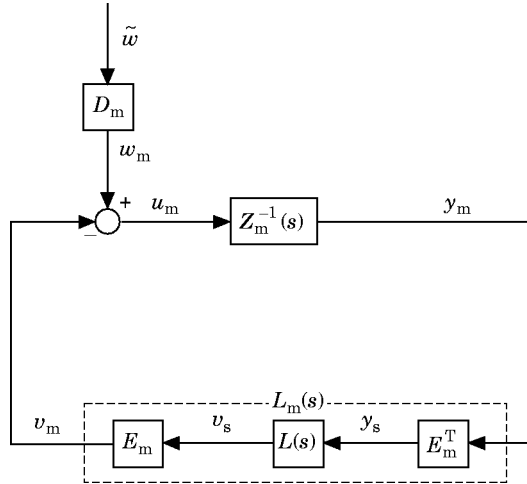 w̃
D_m
w_m
+
u_m
Z_m^{-1}(s)
y_m
−
L_m(s)
v_m
E_m
v_s
L(s)
y_s
E_m^T